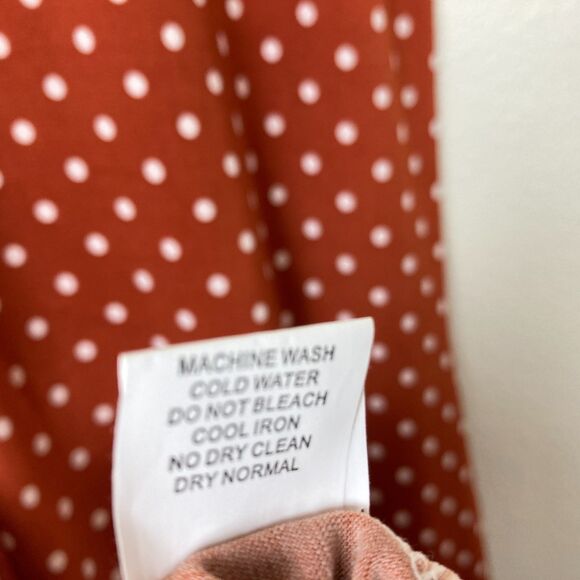 MACHINE WASH
COLD WATER
DO NOT BLEACH
COOL IRON
NO DRY CLEAN
DRY NORMAL